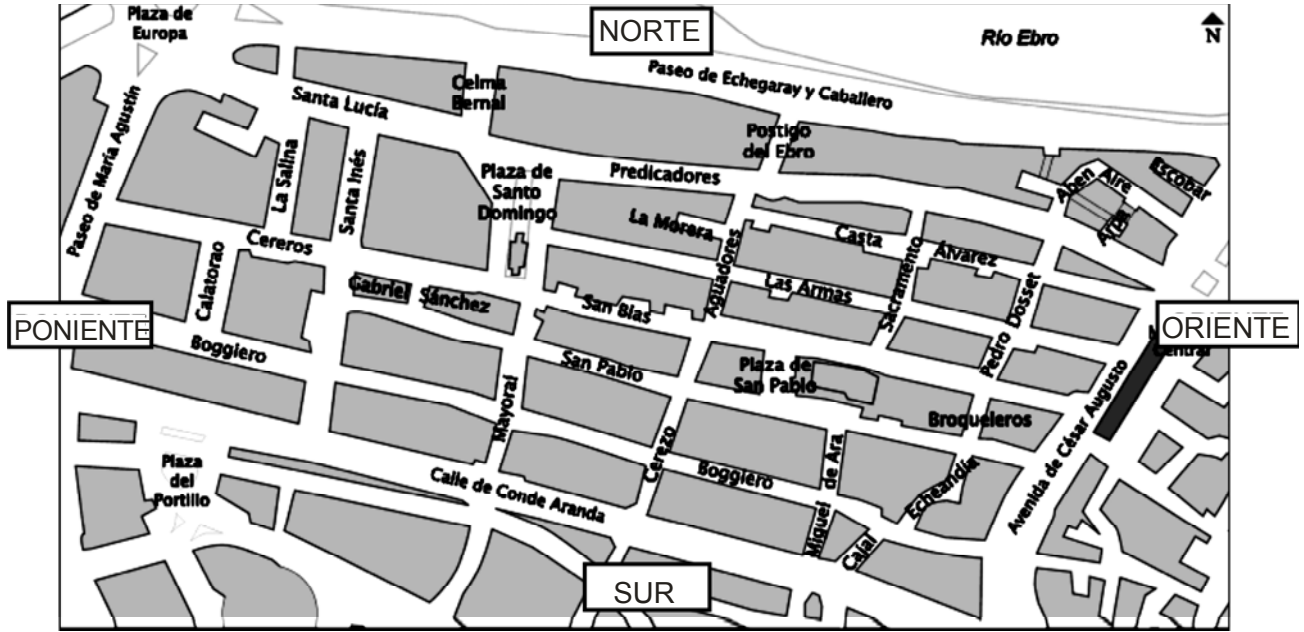 Plaza de
Europa
NORTE
N
Río Ebro
Paseo de Echegaray y Caballero
Celma
Bernal
Santa Lucía
Paseo de María Agustín
Postigo
del Ebro
Predicadores
Plaza de
Santo
Domingo
La Salina
Santa Inés
Aben Aire
Escobar
Arpa
La Morera
Casta
Álvarez
Cereros
Calatorao
Gabriel Sánchez
San Blas
Aguadores
Las Armas
Sacramento
Pedro Dosset
PONIENTE
ORIENTE
Central
Boggiero
San Pablo
Plaza de
San Pablo
Broqueleros
Avenida de César Augusto
Mayoral
Cerezo
Boggiero
Miguel de Ara
Echeandía
Cajal
Plaza
del
Portillo
Calle de Conde Aranda
SUR